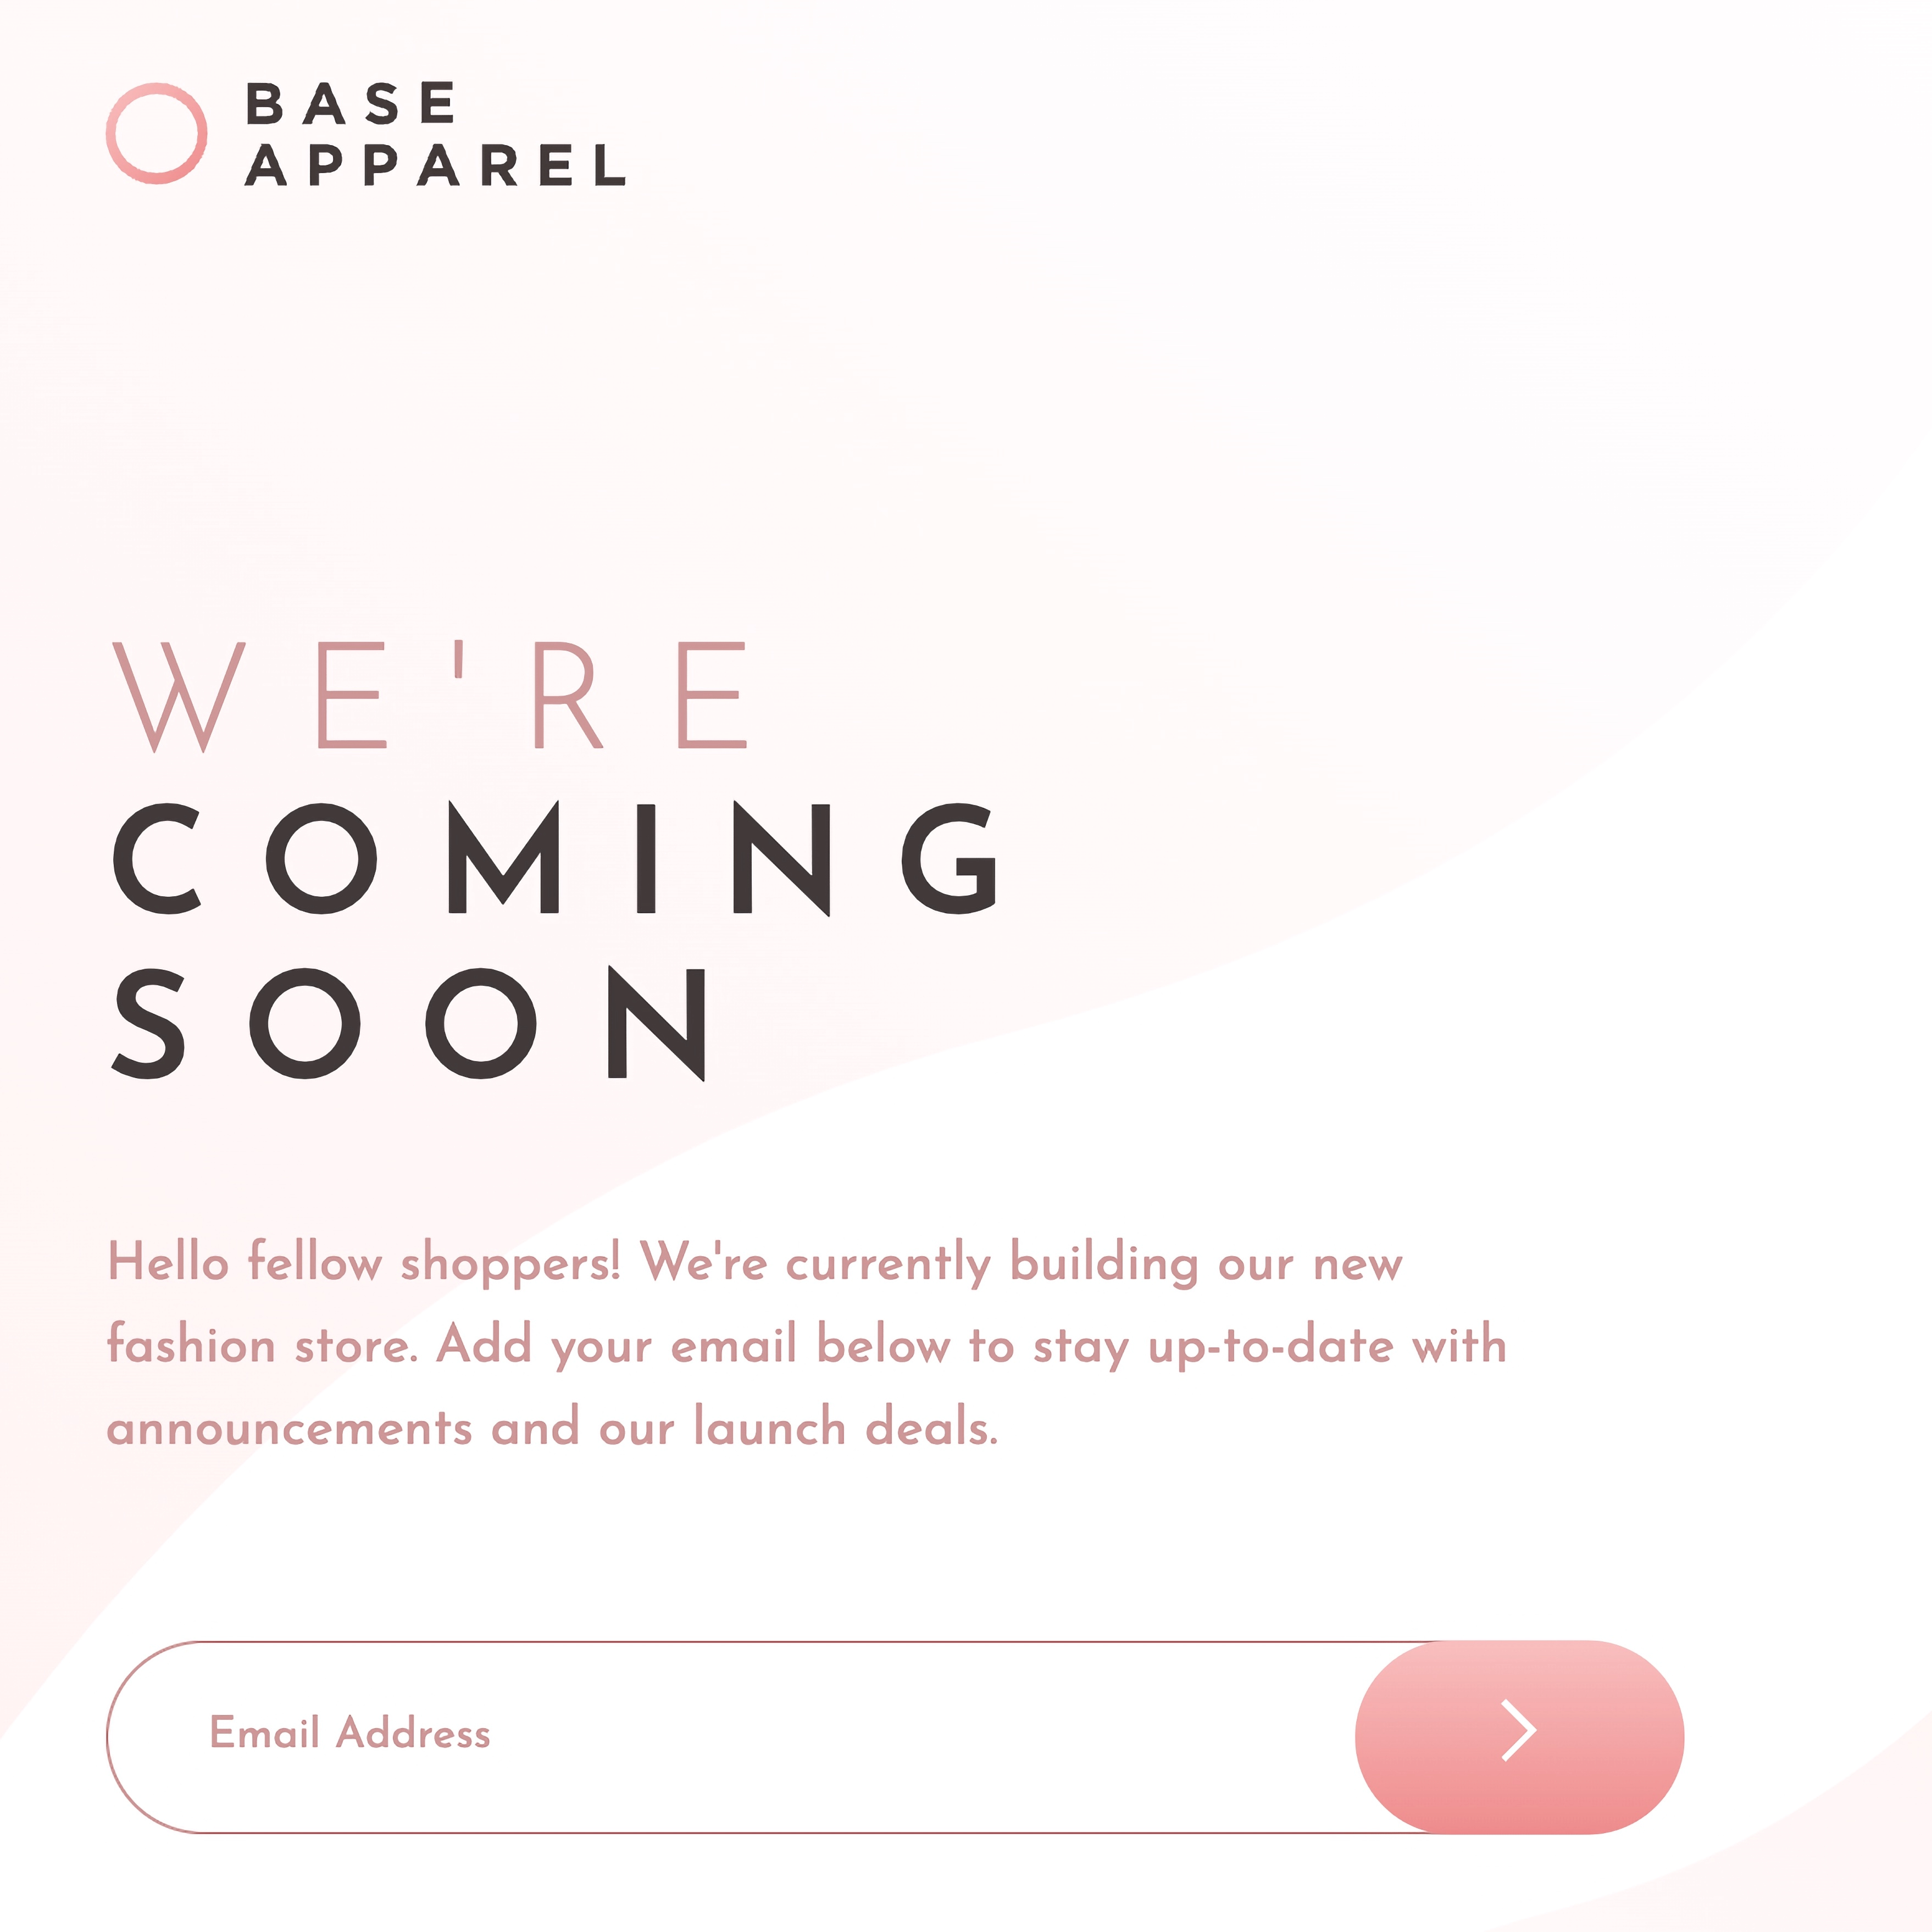 BASE
APPAREL
WE'RE
COMING
SOON
Hello fellow shoppers! We're currently building our new
fashion store. Add your email below to stay up-to-date with
announcements and our launch deals.
Email Address